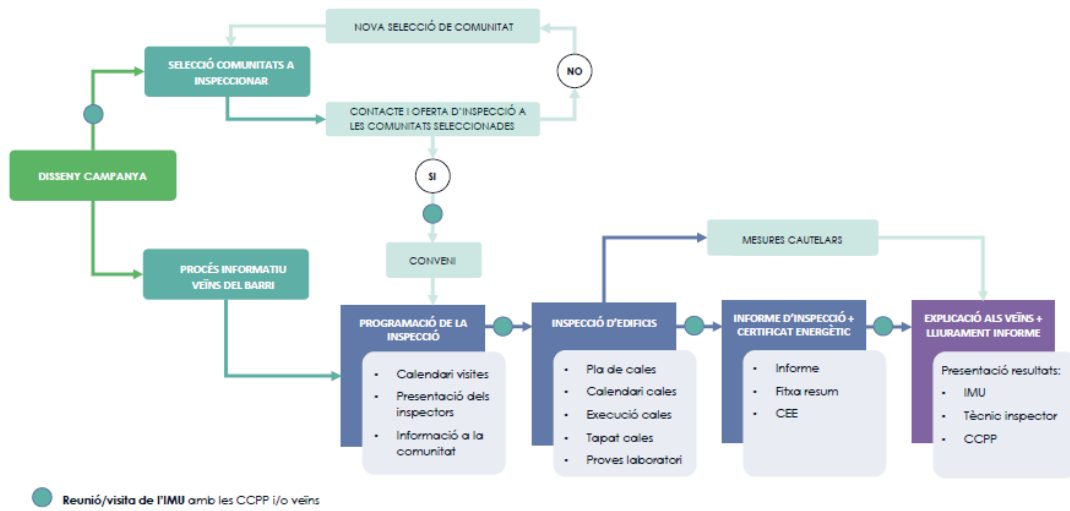 NOVA SELECCIÓ DE COMUNITAT
SELECCIÓ COMUNITATS A
INSPECCIONAR
NO
CONTACTE I OFERTA D'INSPECCIÓ A
LES COMUNITATS SELECCIONADES
DISSENY CAMPANYA
SI
MESURES CAUTELARS
CONVENI
PROCÉS INFORMATIU
VEÏNS DEL BARRI
PROGRAMACIÓ DE LA
INSPECCIÓ
• Calendari visites
• Presentació dels
inspectors
• Informació a la
comunitat
INSPECCIÓ D'EDIFICIS
• Pla de cales
• Calendari cales
• Execució cales
• Tapat cales
• Proves laboratori
INFORME D'INSPECCIÓ +
CERTIFICAT ENERGÈTIC
• Informe
• Fitxa resum
• CEE
EXPLICACIÓ ALS VEÏNS +
LLIURAMENT INFORME
Presentació resultats:
• IMU
• Tècnic inspector
• CCPP
Reunió/visita de l'IMU amb les CCPP i/o veïns